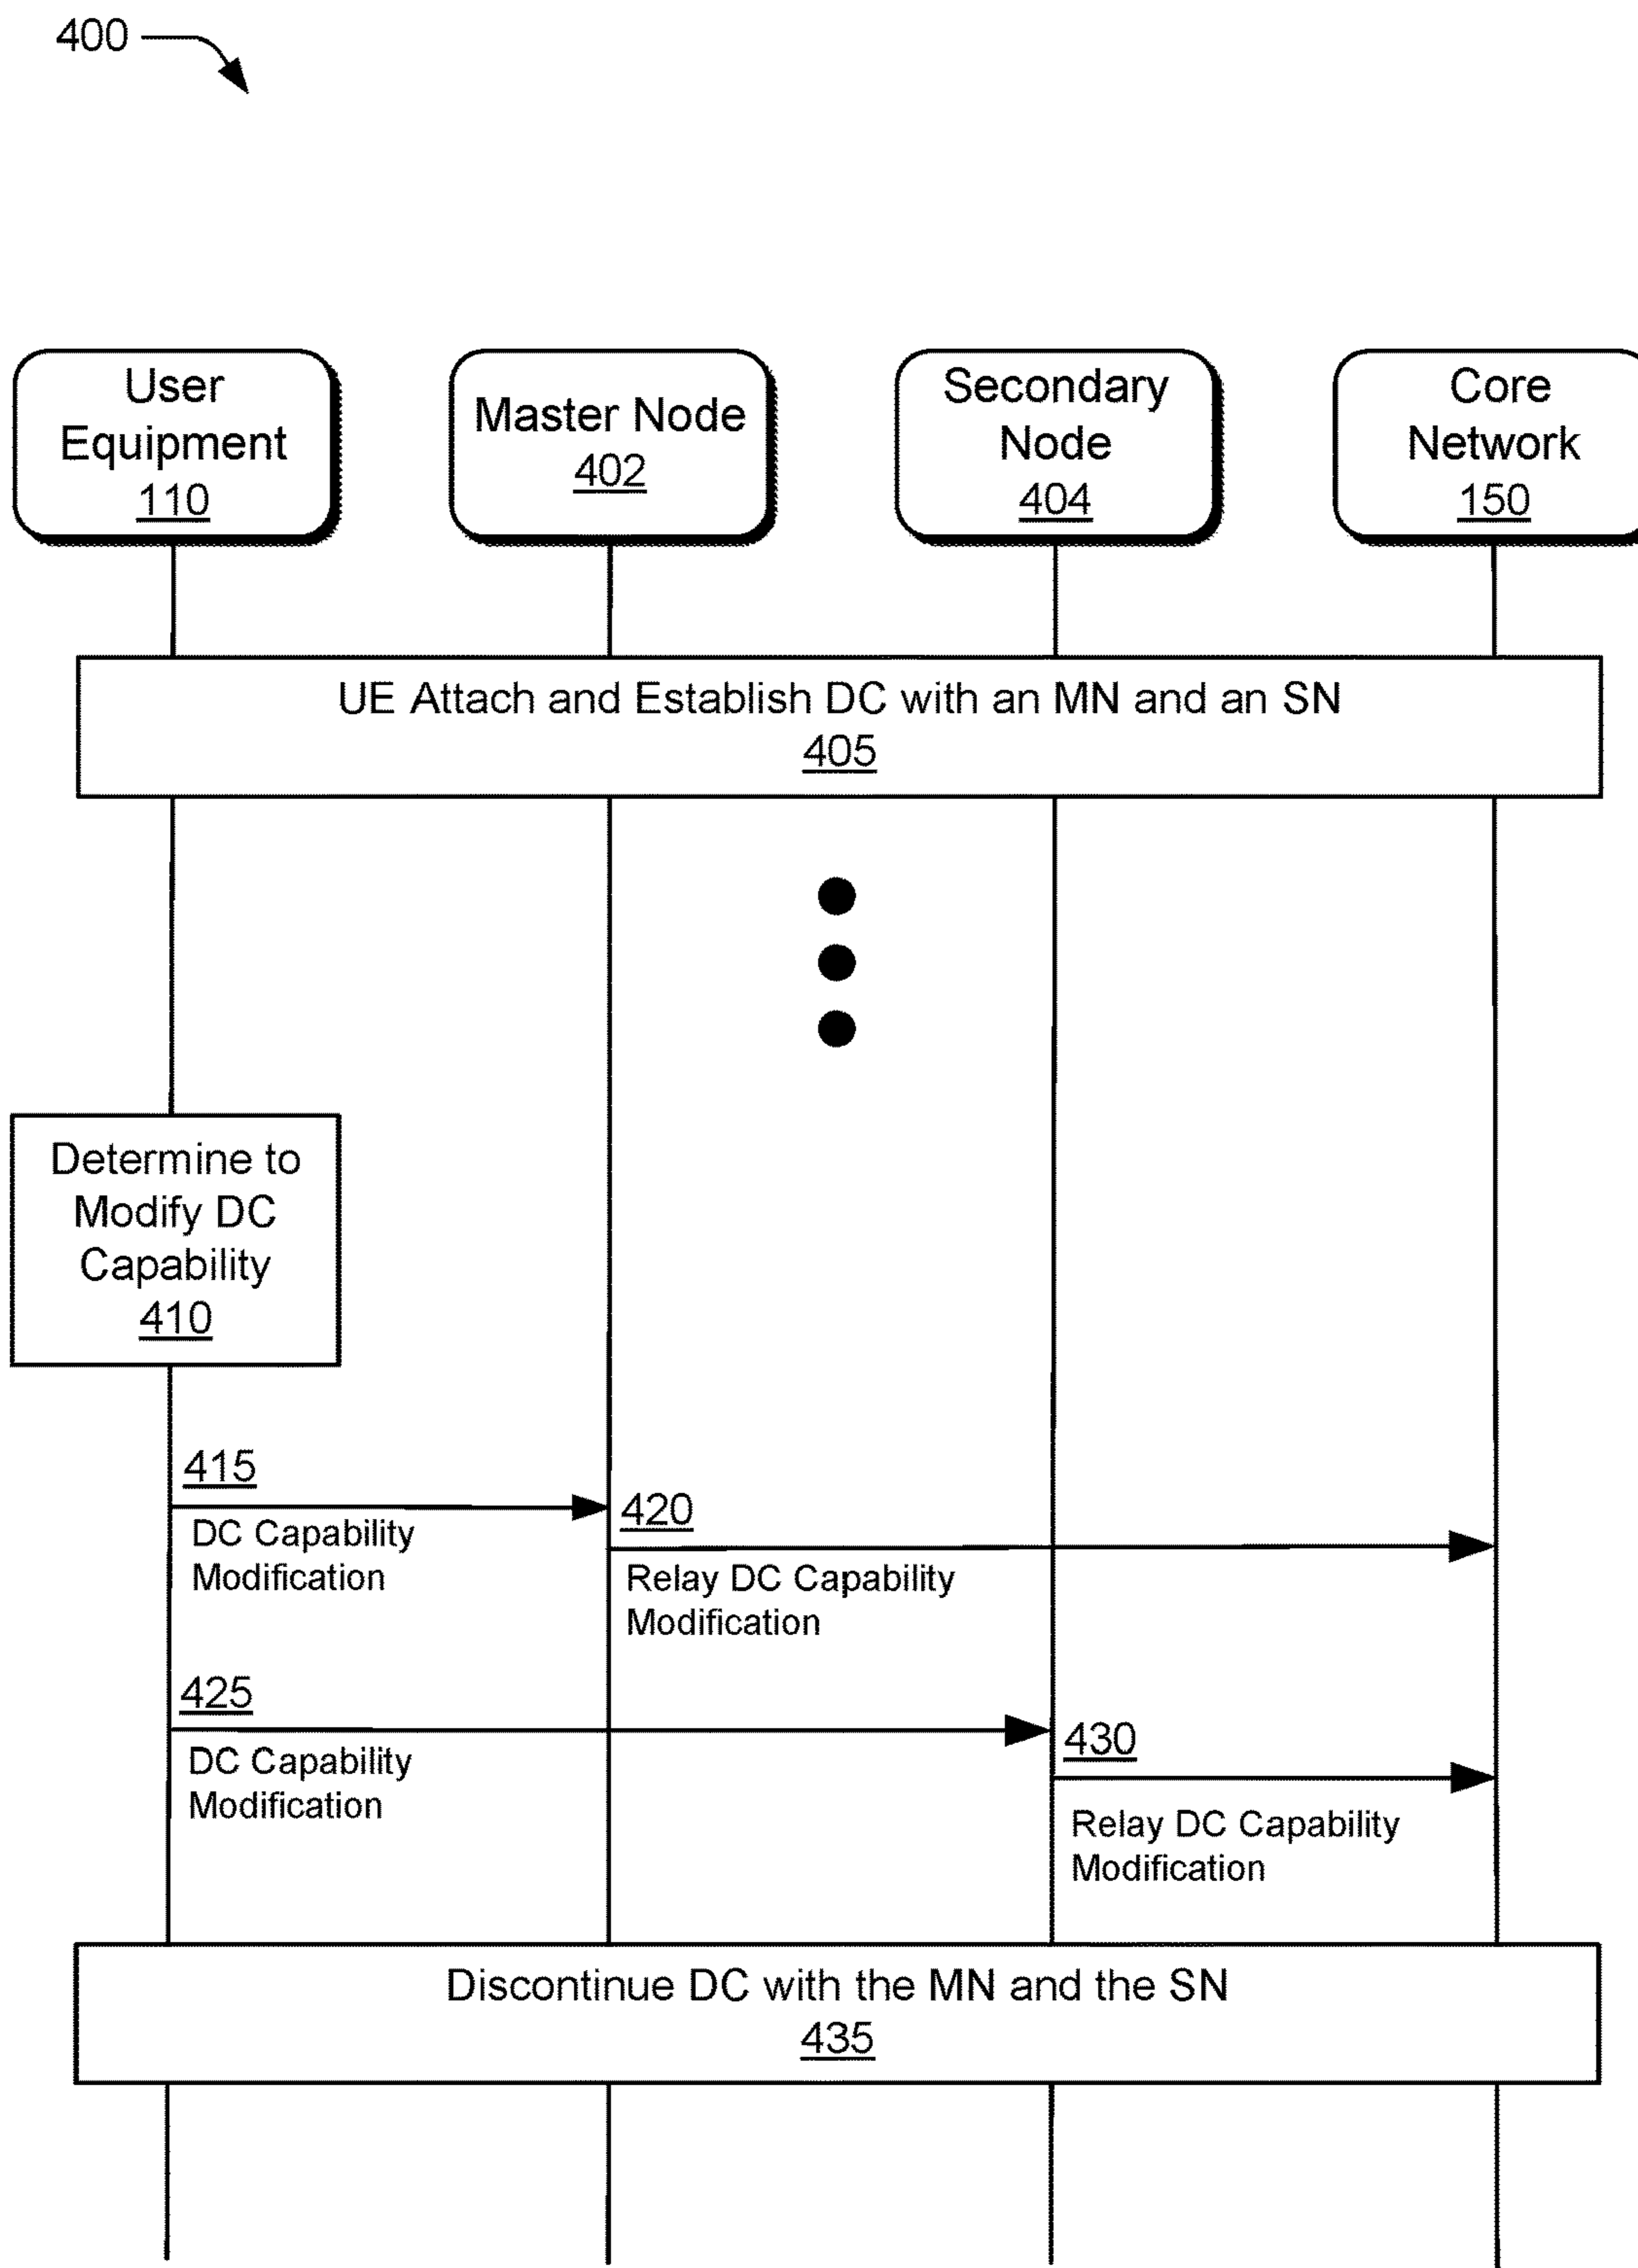 400
User
Equipment
110
Master Node
402
Secondary
Node
404
Core
Network
150
UE Attach and Establish DC with an MN and an SN
405
Determine to
Modify DC
Capability
410
415
DC Capability
Modification
420
Relay DC Capability
Modification
425
DC Capability
Modification
430
Relay DC Capability
Modification
Discontinue DC with the MN and the SN
435